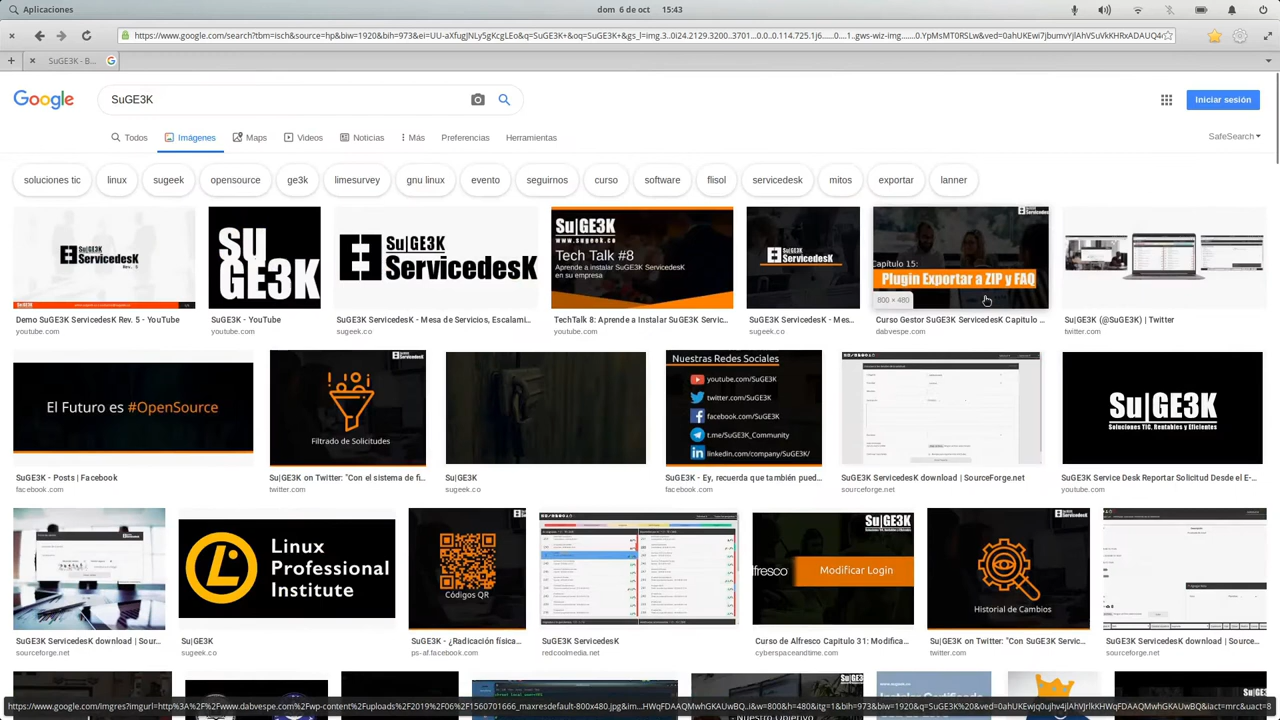 Aplicaciones
dom 6 de oct 15:43
SuGE3K - B...
Google
SuGE3K
Iniciar sesión
Todos
Imágenes
Maps
Videos
Noticias
Más
Preferencias
Herramientas
SafeSearch
soluciones tic
linux
sugeek
opensource
ge3k
limesurvey
gnu linux
evento
seguirnos
curso
software
flisol
servicedesk
mitos
exportar
lanner
Su|GE3K
ServicedesK
Rev. 5
SU
GE3K
Su|GE3K
ServicedesK
Su|GE3K
www.sugeek.co
Tech Talk #8
Aprende a instalar SuGE3K ServicedesK
en su empresa
Su|GE3K
ServicedesK
Su|GE3K
ServicedesK
Capítulo 15:
Plugin Exportar a ZIP y FAQ
800 × 480
Demo SuGE3K ServicedesK Rev. 5 - YouTube
youtube.com
SuGE3K - YouTube
youtube.com
SuGE3K ServicedesK - Mesa de Servicios, Escalami...
sugeek.co
TechTalk 8: Aprende a Instalar SuGE3K Servic...
youtube.com
SuGE3K ServicedesK - Mes...
sugeek.co
Curso Gestor SuGE3K ServicedesK Capitulo ...
dabvespe.com
Su|GE3K (@SuGE3K) | Twitter
twitter.com
El Futuro es #OpenSource
Filtrado de Solicitudes
Nuestras Redes Sociales
youtube.com/SuGE3K
twitter.com/SuGE3K
facebook.com/SuGE3K
t.me/SuGE3K_Community
linkedin.com/company/SuGE3K/
Su|GE3K
Soluciones TIC, Rentables y Eficientes
SuGE3K - Posts | Facebook
facebook.com
Su|GE3K on Twitter: "Con el sistema de fi...
twitter.com
Su|GE3K
sugeek.co
SuGE3K - Ey, recuerda que también pued...
facebook.com
SuGE3K ServicedesK download | SourceForge.net
sourceforge.net
SuGE3K Service Desk Reportar Solicitud Desde el E-...
youtube.com
Linux
Professional
Institute
Códigos QR
Su|GE3K
fresco
Modificar Login
Historial de Cambios
SuGE3K ServicedesK download | Sour...
sourceforge.net
Su|GE3K
sugeek.co
SuGE3K - ¿Radicación física...
ps-af.facebook.com
SuGE3K ServicedesK
redcoolmedia.net
Curso de Alfresco Capitulo 31: Modifica...
cyberspaceandtime.com
Su|GE3K on Twitter: "Con SuGE3K Servic...
twitter.com
SuGE3K ServicedesK download | Source...
sourceforge.net